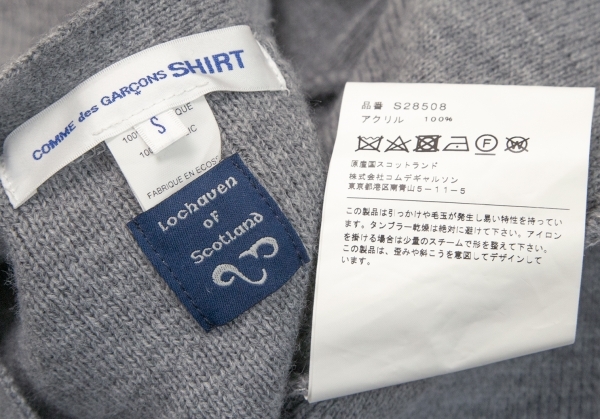 COMME des GARÇONS SHIRT
S
100
QUE
100
IC
FABRIQUE EN ECOS
Lochaven
of
Scotland
品番 S28508
アクリル 100%
原産国スコットランド
株式会社コムデギャルソン
東京都港区南青山5-11-5
この製品は引っかけや毛玉が発生し易い特性を持ってい
ます。タンブラー乾燥は絶対に避けて下さい。アイロン
を掛ける場合は少量のスチームで形を整えて下さい。
この製品は、歪みや斜こうを意図してデザインして
います。